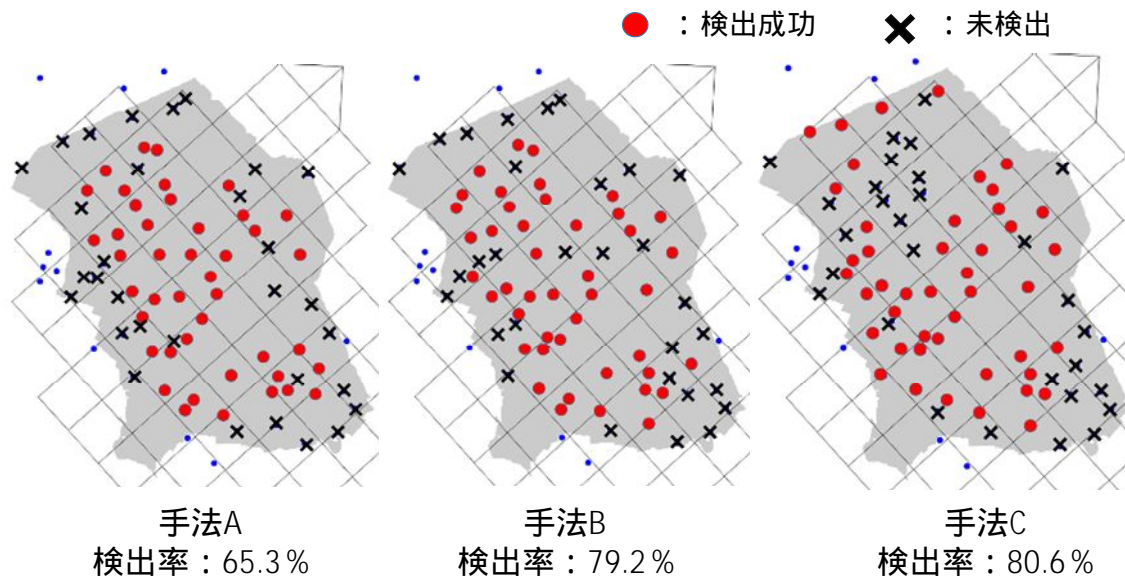 ：検出成功 ：未検出
手法A
検出率：65.3％
手法B
検出率：79.2％
手法C
検出率：80.6％